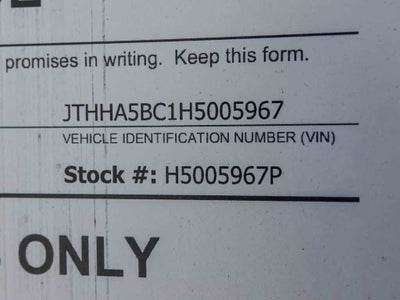 promises in writing. Keep this form.
JTHHA5BC1H5005967
VEHICLE IDENTIFICATION NUMBER (VIN)
Stock #: H5005967P
ONLY